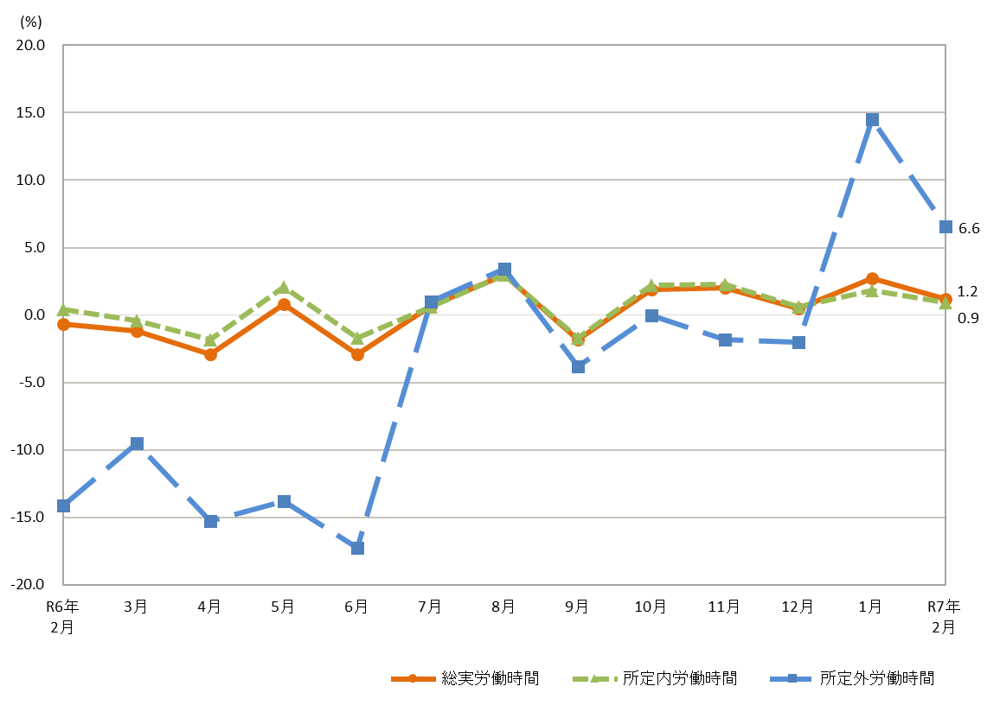 (%)
20.0
15.0
10.0
5.0
0.0
-5.0
-10.0
-15.0
-20.0
6.6
1.2
0.9
R6年
2月
3月
4月
5月
6月
7月
8月
9月
10月
11月
12月
1月
R7年
2月
総実労働時間
所定内労働時間
所定外労働時間